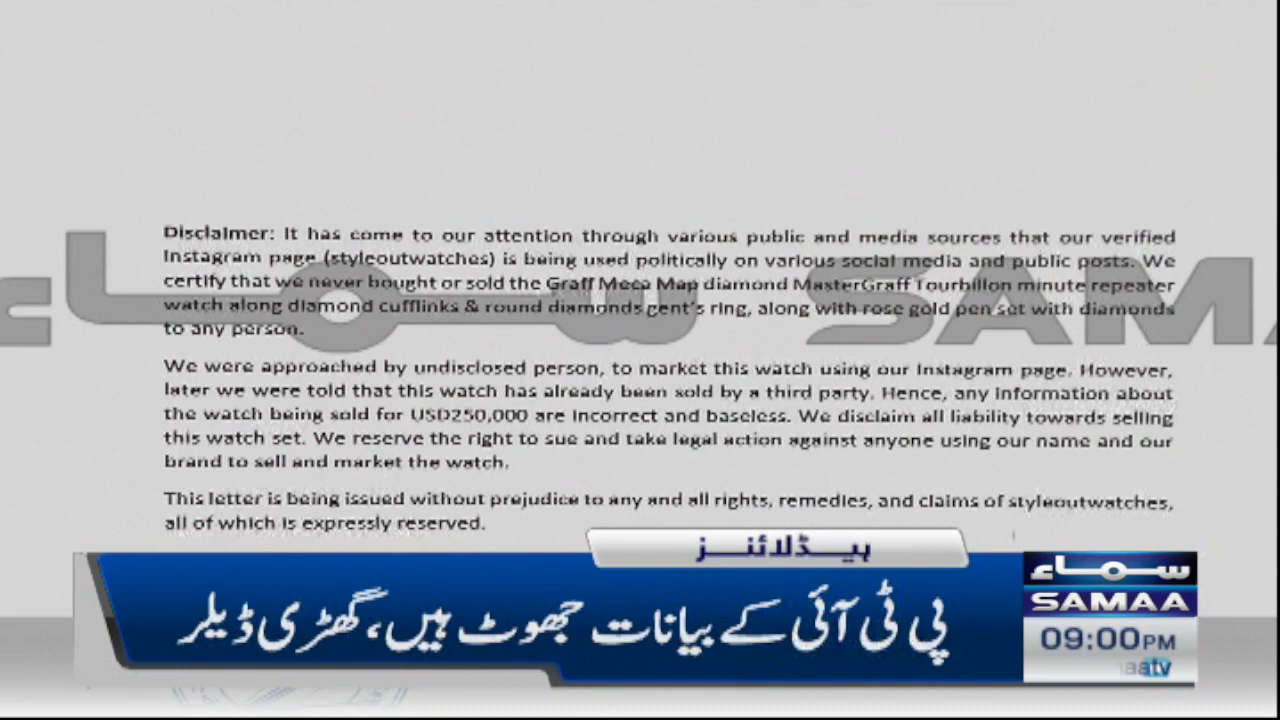 Disclaimer: It has come to our attention through various public and media sources that our verified
Instagram page (styleoutwatches) is being used politically on various social media and public posts. We
certify that we never bought or sold the Graff Meca Map diamond MasterGraff Tourbillon minute repeater
watch along diamond cufflinks & round diamonds gent's ring, along with rose gold pen set with diamonds
to any person.
We were approached by undisclosed person, to market this watch using our Instagram page. However,
later we were told that this watch has already been sold by a third party. Hence, any information about
the watch being sold for USD250,000 are incorrect and baseless. We disclaim all liability towards selling
this watch set. We reserve the right to sue and take legal action against anyone using our name and our
brand to sell and market the watch.
This letter is being issued without prejudice to any and all rights, remedies, and claims of styleoutwatches,
all of which is expressly reserved.
ہیڈلائنز
پی ٹی آئی کے بیانات جھوٹ ہیں، گھڑی ڈیلر
سماء
SAMAA
09:00PM